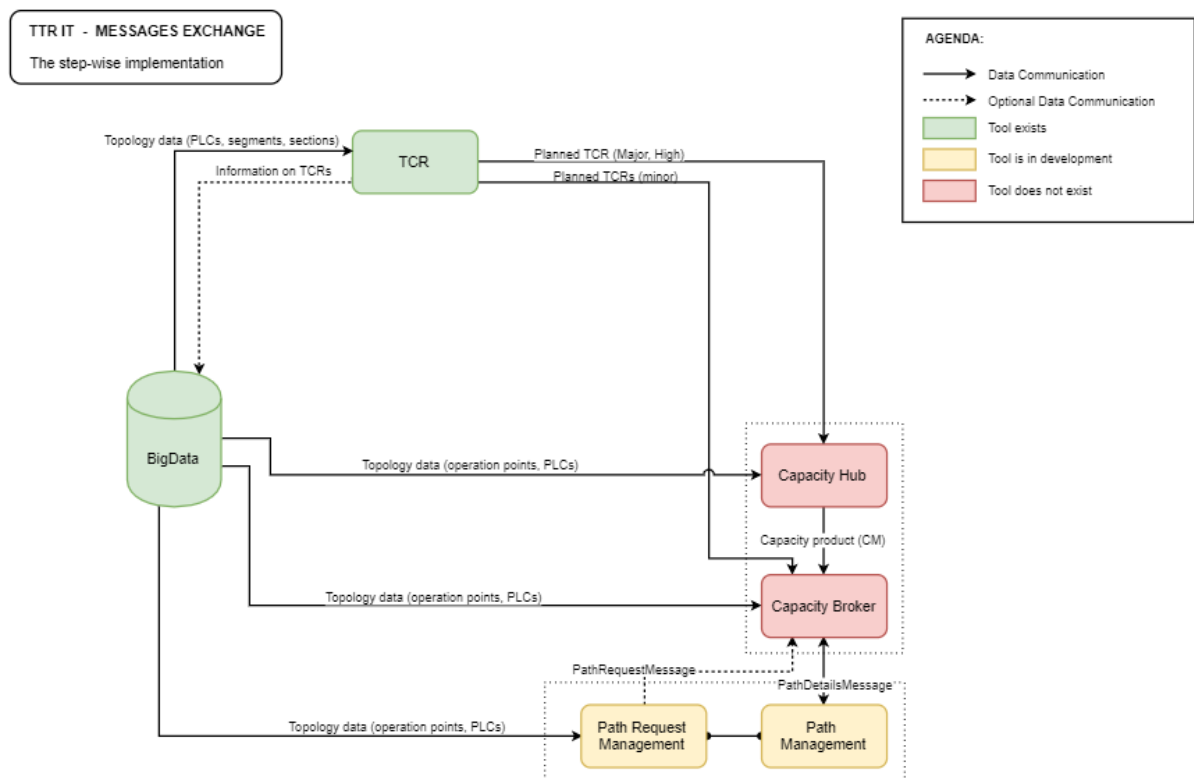 TTR IT - MESSAGES EXCHANGE
The step-wise implementation
AGENDA:
Data Communication
Optional Data Communication
Tool exists
Tool is in development
Tool does not exist
Topology data (PLCs, segments, sections)
TCR
Planned TCR (Major, High)
Information on TCRs
Planned TCRs (minor)
BigData
Topology data (operation points, PLCs)
Capacity Hub
Capacity product (CM)
Topology data (operation points, PLCs)
Capacity Broker
PathRequestMessage
PathDetailsMessage
Topology data (operation points, PLCs)
Path Request
Management
Path
Management